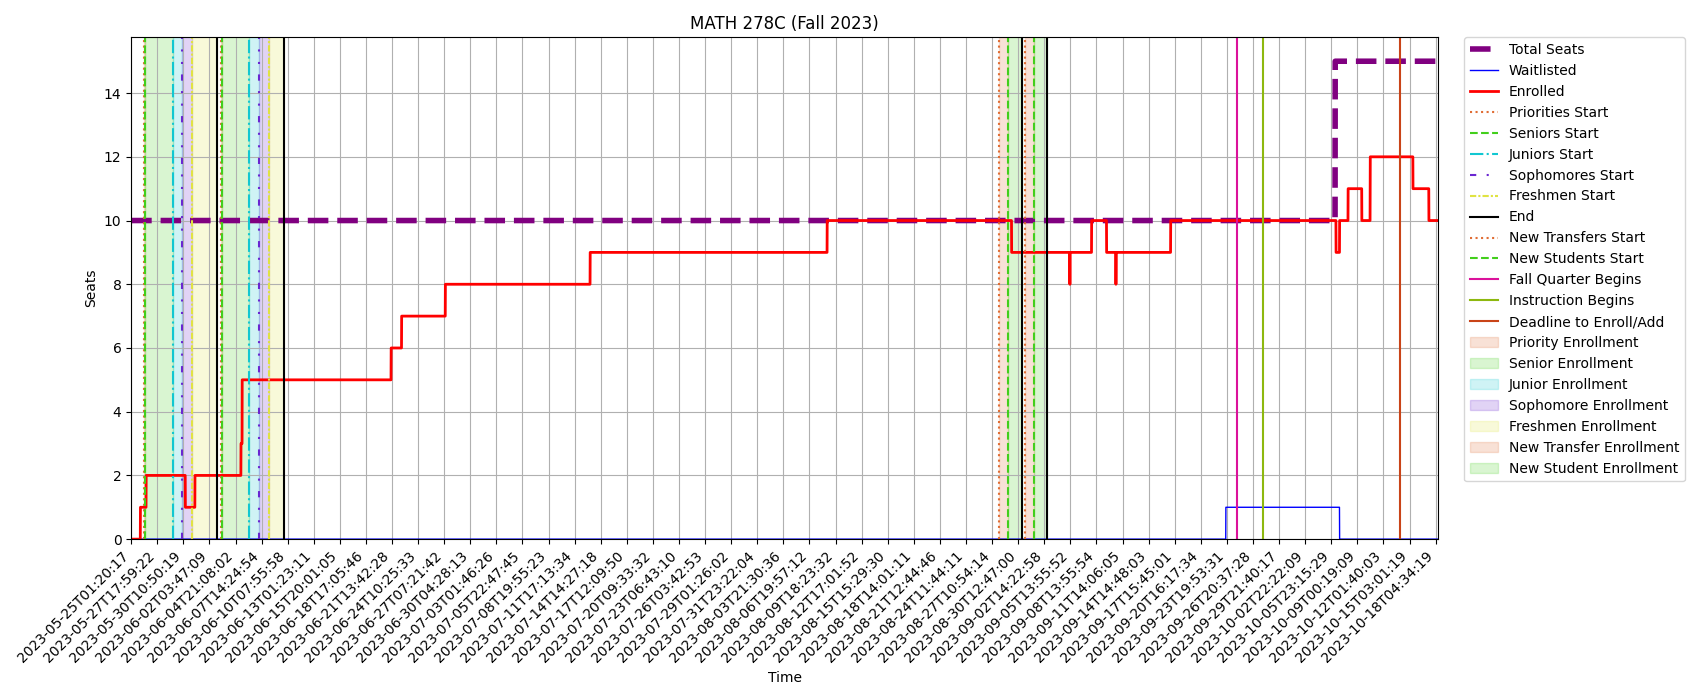 MATH 278C (Fall 2023)
Seats
14
12
10
8
6
4
2
0
2023-05-25T01:20:17
2023-05-27T17:59:22
2023-05-30T10:50:19
2023-06-02T03:47:09
2023-06-04T21:08:02
2023-06-07T14:24:54
2023-06-10T07:55:58
2023-06-13T01:23:11
2023-06-15T20:01:05
2023-06-18T17:05:46
2023-06-21T13:42:28
2023-06-24T10:25:33
2023-06-27T07:21:42
2023-06-30T04:28:13
2023-07-03T01:46:26
2023-07-05T22:47:45
2023-07-08T19:55:23
2023-07-11T17:13:34
2023-07-14T14:27:18
2023-07-17T12:09:50
2023-07-20T09:33:32
2023-07-23T06:43:10
2023-07-26T03:42:53
2023-07-29T01:26:02
2023-07-31T23:22:04
2023-08-03T21:30:36
2023-08-06T19:57:12
2023-08-09T18:23:32
2023-08-12T17:01:52
2023-08-15T15:29:30
2023-08-18T14:01:11
2023-08-21T12:44:46
2023-08-24T11:44:11
2023-08-27T10:54:14
2023-08-30T12:47:00
2023-09-02T14:22:58
2023-09-05T13:55:52
2023-09-08T13:55:54
2023-09-11T14:06:05
2023-09-14T14:48:03
2023-09-17T15:45:01
2023-09-20T16:17:34
2023-09-23T19:53:31
2023-09-26T20:37:28
2023-09-29T21:40:17
2023-10-02T22:22:09
2023-10-05T23:15:29
2023-10-09T00:19:09
2023-10-12T01:40:03
2023-10-15T03:01:19
2023-10-18T04:34:19
Time
Total Seats
Waitlisted
Enrolled
Priorities Start
Seniors Start
Juniors Start
Sophomores Start
Freshmen Start
End
New Transfers Start
New Students Start
Fall Quarter Begins
Instruction Begins
Deadline to Enroll/Add
Priority Enrollment
Senior Enrollment
Junior Enrollment
Sophomore Enrollment
Freshmen Enrollment
New Transfer Enrollment
New Student Enrollment